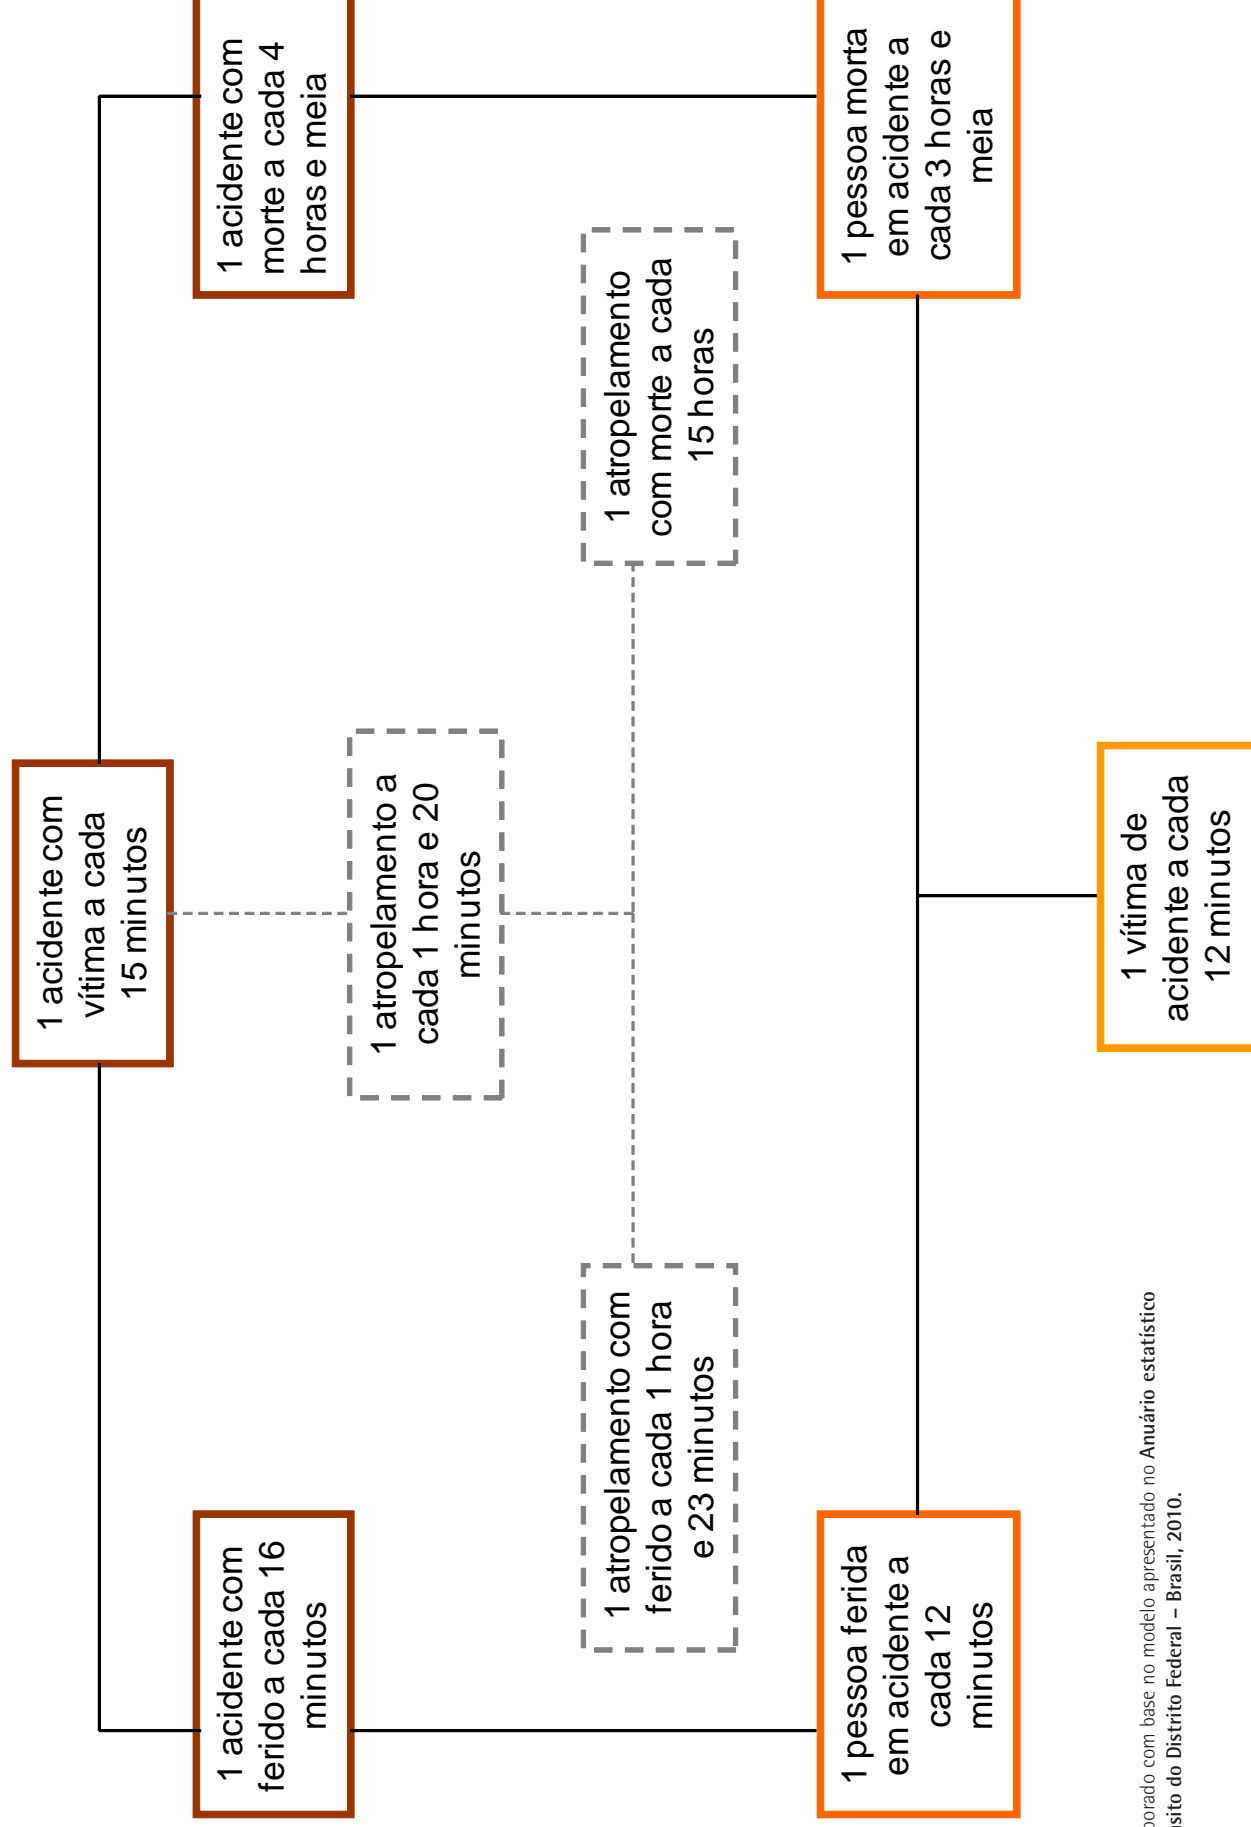 1 acidente com
vítima a cada
15 minutos
1 acidente com
ferido a cada 16
minutos
1 acidente com
morte a cada 4
horas e meia
1 atropelamento a
cada 1 hora e 20
minutos
1 atropelamento com
ferido a cada 1 hora
e 23 minutos
1 atropelamento
com morte a cada
15 horas
1 pessoa ferida
em acidente a
cada 12
minutos
1 pessoa morta
em acidente a
cada 3 horas e
meia
1 vítima de
acidente a cada
12 minutos
com base no modelo apresentado no Anuário estatístico
do Distrito Federal – Brasil, 2010.